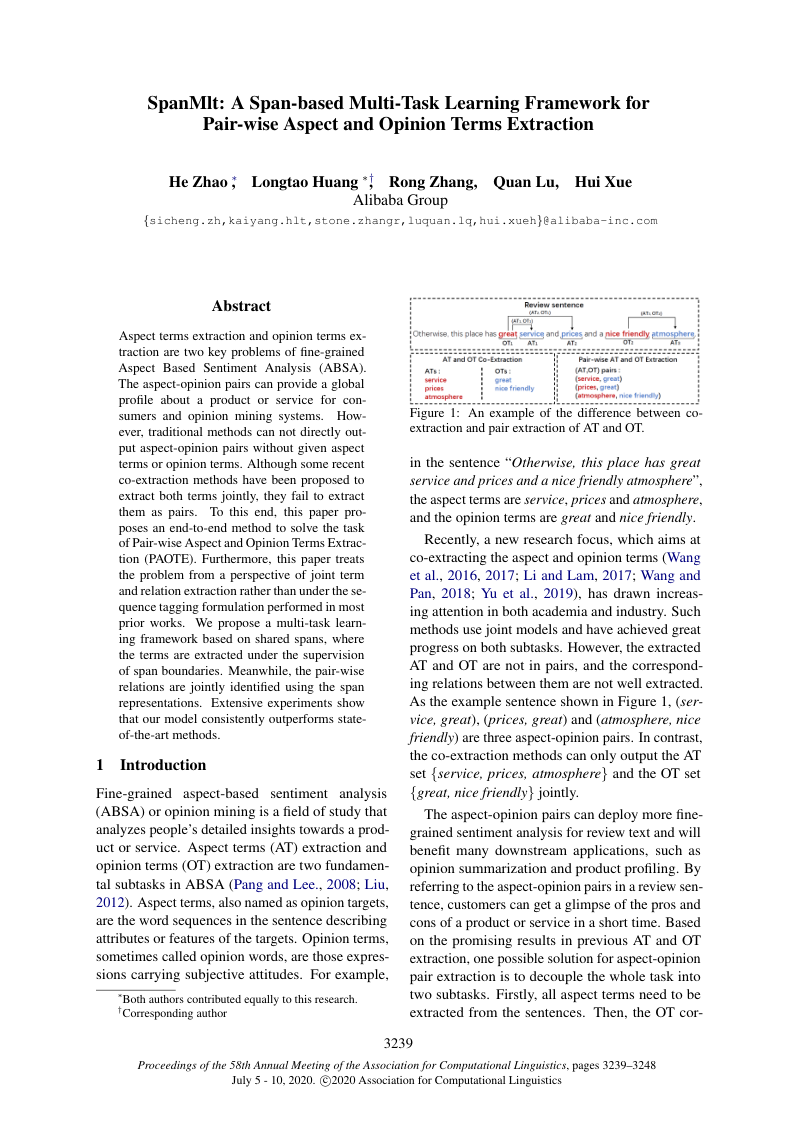 SpanMlt: A Span-based Multi-Task Learning Framework for
Pair-wise Aspect and Opinion Terms Extraction
He Zhao *, Longtao Huang *†, Rong Zhang, Quan Lu, Hui Xue
Alibaba Group
{sicheng.zh,kaiyang.hlt,stone.zhangr,luquan.lq,hui.xueh}@alibaba-inc.com
Abstract
Aspect terms extraction and opinion terms ex-
traction are two key problems of fine-grained
Aspect Based Sentiment Analysis (ABSA).
The aspect-opinion pairs can provide a global
profile about a product or service for con-
sumers and opinion mining systems. How-
ever, traditional methods can not directly out-
put aspect-opinion pairs without given aspect
terms or opinion terms. Although some recent
co-extraction methods have been proposed to
extract both terms jointly, they fail to extract
them as pairs. To this end, this paper pro-
poses an end-to-end method to solve the task
of Pair-wise Aspect and Opinion Terms Extrac-
tion (PAOTE). Furthermore, this paper treats
the problem from a perspective of joint term
and relation extraction rather than under the se-
quence tagging formulation performed in most
prior works. We propose a multi-task learn-
ing framework based on shared spans, where
the terms are extracted under the supervision
of span boundaries. Meanwhile, the pair-wise
relations are jointly identified using the span
representations. Extensive experiments show
that our model consistently outperforms state-
of-the-art methods.
1 Introduction
Fine-grained aspect-based sentiment analysis
(ABSA) or opinion mining is a field of study that
analyzes people's detailed insights towards a prod-
uct or service. Aspect terms (AT) extraction and
opinion terms (OT) extraction are two fundamen-
tal subtasks in ABSA (Pang and Lee., 2008; Liu,
2012). Aspect terms, also named as opinion targets,
are the word sequences in the sentence describing
attributes or features of the targets. Opinion terms,
sometimes called opinion words, are those expres-
sions carrying subjective attitudes. For example,
*Both authors contributed equally to this research.
†Corresponding author
Review sentence
(AT₂, OT₁)
(AT₁, OT₁)
(AT₃, OT₂)
Otherwise, this place has great service and prices and a nice friendly atmosphere.
OT₁ AT₁ AT₂ OT₂ AT₃
AT and OT Co-Extraction
ATs : OTs :
service great
prices nice friendly
atmosphere
Pair-wise AT and OT Extraction
(AT,OT) pairs :
(service, great)
(prices, great)
(atmosphere, nice friendly)
Figure 1: An example of the difference between co-
extraction and pair extraction of AT and OT.
in the sentence “Otherwise, this place has great
service and prices and a nice friendly atmosphere”,
the aspect terms are service, prices and atmosphere,
and the opinion terms are great and nice friendly.
Recently, a new research focus, which aims at
co-extracting the aspect and opinion terms (Wang
et al., 2016, 2017; Li and Lam, 2017; Wang and
Pan, 2018; Yu et al., 2019), has drawn increas-
ing attention in both academia and industry. Such
methods use joint models and have achieved great
progress on both subtasks. However, the extracted
AT and OT are not in pairs, and the correspond-
ing relations between them are not well extracted.
As the example sentence shown in Figure 1, (ser-
vice, great), (prices, great) and (atmosphere, nice
friendly) are three aspect-opinion pairs. In contrast,
the co-extraction methods can only output the AT
set {service, prices, atmosphere} and the OT set
{great, nice friendly} jointly.
The aspect-opinion pairs can deploy more fine-
grained sentiment analysis for review text and will
benefit many downstream applications, such as
opinion summarization and product profiling. By
referring to the aspect-opinion pairs in a review sen-
tence, customers can get a glimpse of the pros and
cons of a product or service in a short time. Based
on the promising results in previous AT and OT
extraction, one possible solution for aspect-opinion
pair extraction is to decouple the whole task into
two subtasks. Firstly, all aspect terms need to be
extracted from the sentences. Then, the OT cor-
3239
Proceedings of the 58th Annual Meeting of the Association for Computational Linguistics, pages 3239–3248
July 5 - 10, 2020. ©2020 Association for Computational Linguistics